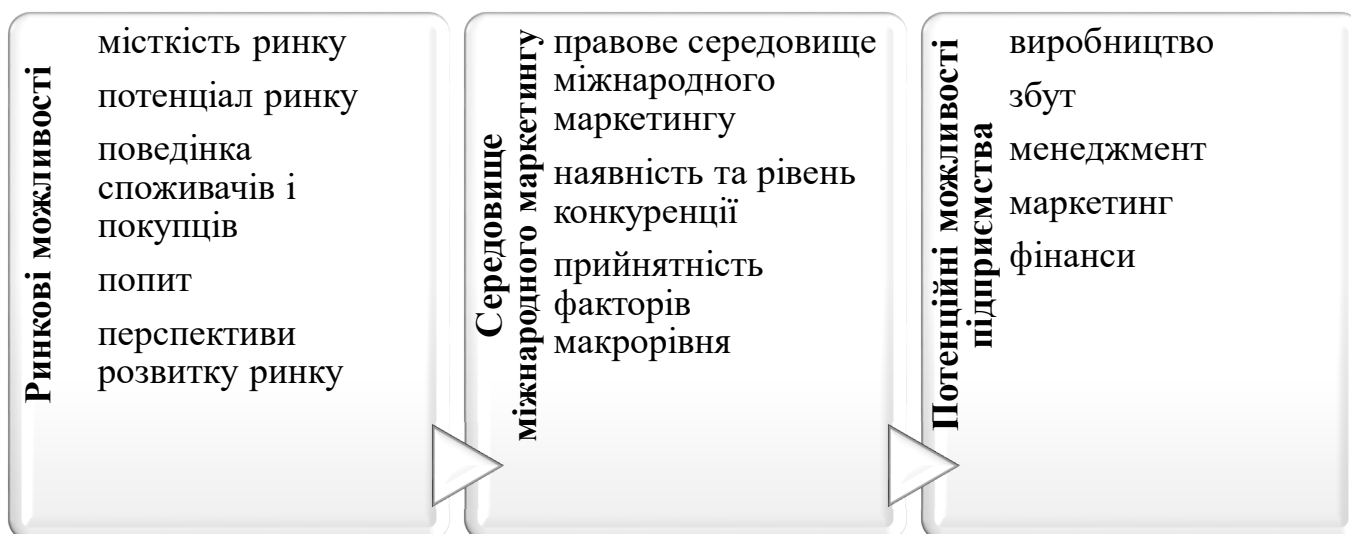 Ринкові можливості
місткість ринку
потенціал ринку
поведінка
споживачів і
покупців
попит
перспективи
розвитку ринку
Середовище
міжнародного маркетингу
правове середовище
міжнародного
маркетингу
наявність та рівень
конкуренції
прийнятність
факторів
макрорівня
Потенційні можливості
підприємства
виробництво
збут
менеджмент
маркетинг
фінанси